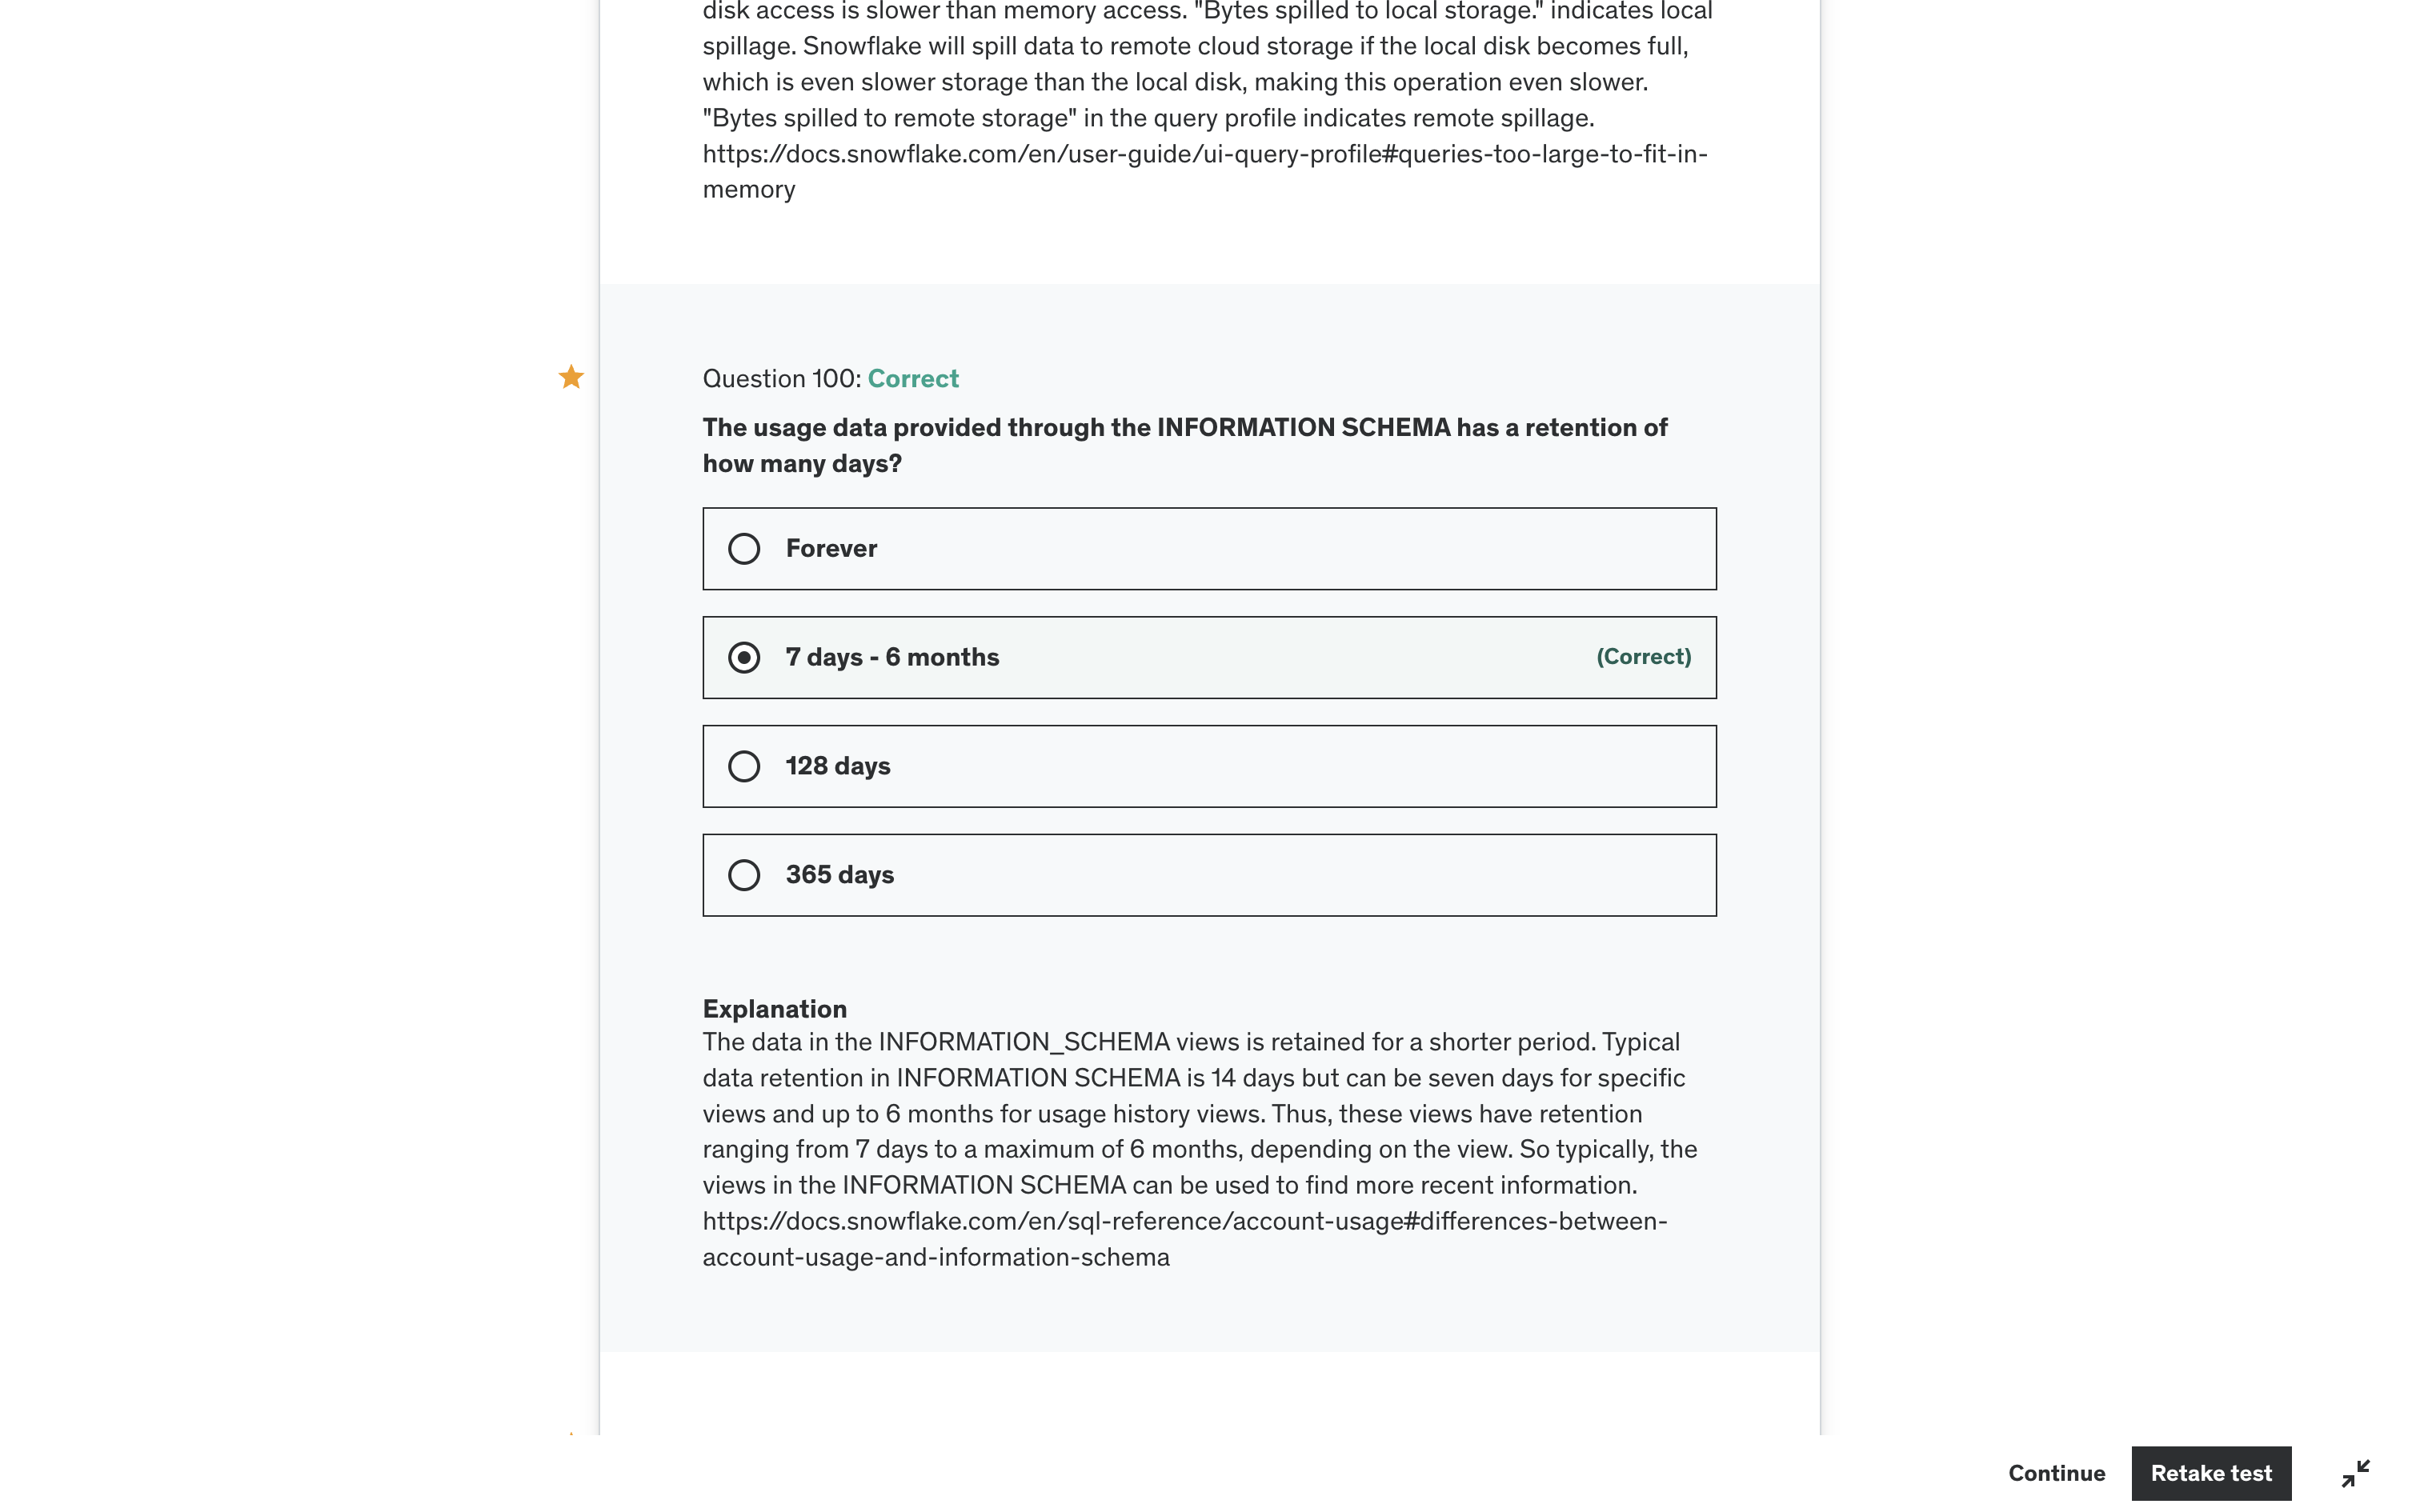 disk access is slower than memory access. "Bytes spilled to local storage." indicates local
spillage. Snowflake will spill data to remote cloud storage if the local disk becomes full,
which is even slower storage than the local disk, making this operation even slower.
"Bytes spilled to remote storage" in the query profile indicates remote spillage.
https://docs.snowflake.com/en/user-guide/ui-query-profile#queries-too-large-to-fit-in-
memory
Question 100: Correct
The usage data provided through the INFORMATION SCHEMA has a retention of
how many days?
Forever
7 days - 6 months (Correct)
128 days
365 days
Explanation
The data in the INFORMATION_SCHEMA views is retained for a shorter period. Typical
data retention in INFORMATION SCHEMA is 14 days but can be seven days for specific
views and up to 6 months for usage history views. Thus, these views have retention
ranging from 7 days to a maximum of 6 months, depending on the view. So typically, the
views in the INFORMATION SCHEMA can be used to find more recent information.
https://docs.snowflake.com/en/sql-reference/account-usage#differences-between-
account-usage-and-information-schema
Continue
Retake test